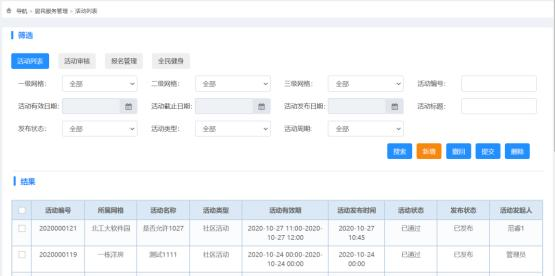 导航 > 居民服务管理 > 活动列表
筛选
活动列表 活动审核 报名管理 全民健身
一级网格: 全部 二级网格: 全部 三级网格: 全部 活动编号:
活动有效日期: 活动截止日期: 活动发布日期: 活动标题:
发布状态: 全部 活动类型: 全部 活动周期: 全部
搜索 新增 撤回 提交 删除
结果
活动编号 所属网格 活动名称 活动类型 活动有效期 活动发布时间 活动状态 发布状态 活动发起人
2020000121 北工大软件园 是否允许1027 社区活动 2020-10-27 11:00-2020-10-27 12:00 2020-10-27 10:45 已通过 已发布 范睿1
2020000119 一栋洋房 测试1111 社区活动 2020-10-24 00:00-2020-10-24 00:00 2020-10-24 00:00 已通过 已发布 管理员